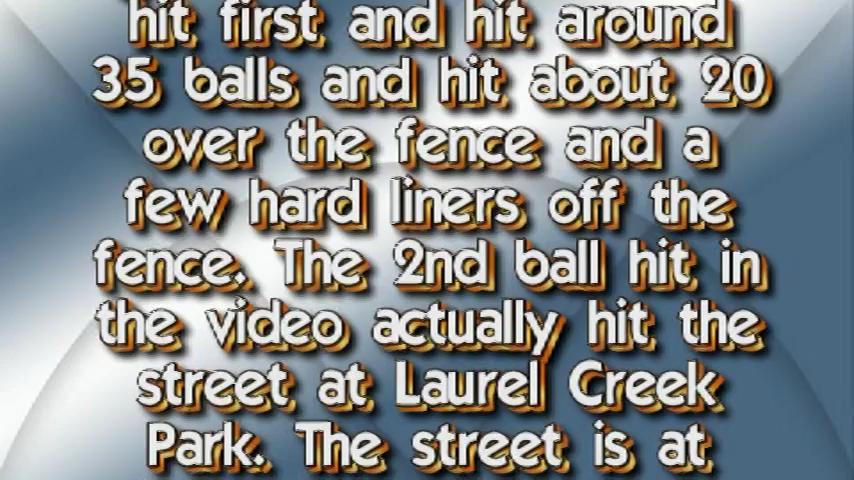 hit first and hit around
35 balls and hit about 20
over the fence and a
few hard liners off the
fence. The 2nd ball hit in
the video actually hit the
street at Laurel Creek
Park. The street is at